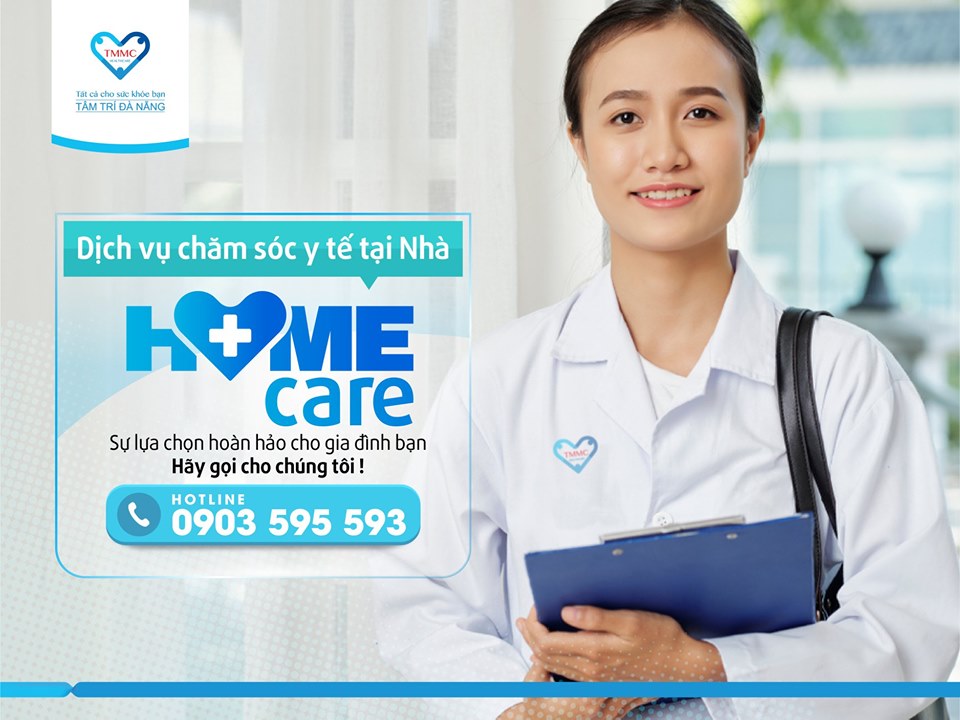 TMMC
HEALTHCARE
Tất cả cho sức khỏe bạn
TÂM TRÍ ĐÀ NẴNG
Dịch vụ chăm sóc y tế tại Nhà
HOME
care
Sự lựa chọn hoàn hảo cho gia đình bạn
Hãy gọi cho chúng tôi !
HOTLINE
0903 595 593
TMMC